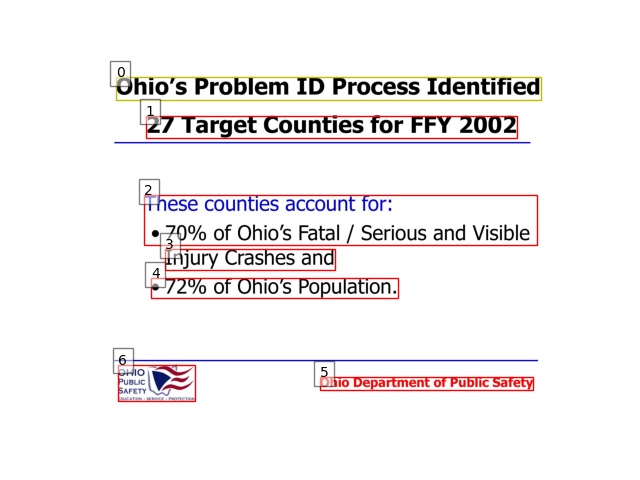 Ohio's Problem ID Process Identified
27 Target Counties for FFY 2002
These counties account for:
• 70% of Ohio's Fatal / Serious and Visible
Injury Crashes and
• 72% of Ohio's Population.
OHIO
PUBLIC
SAFETY
EDUCATION • SERVICE • PROTECTION
Ohio Department of Public Safety
0
1
2
3
4
5
6